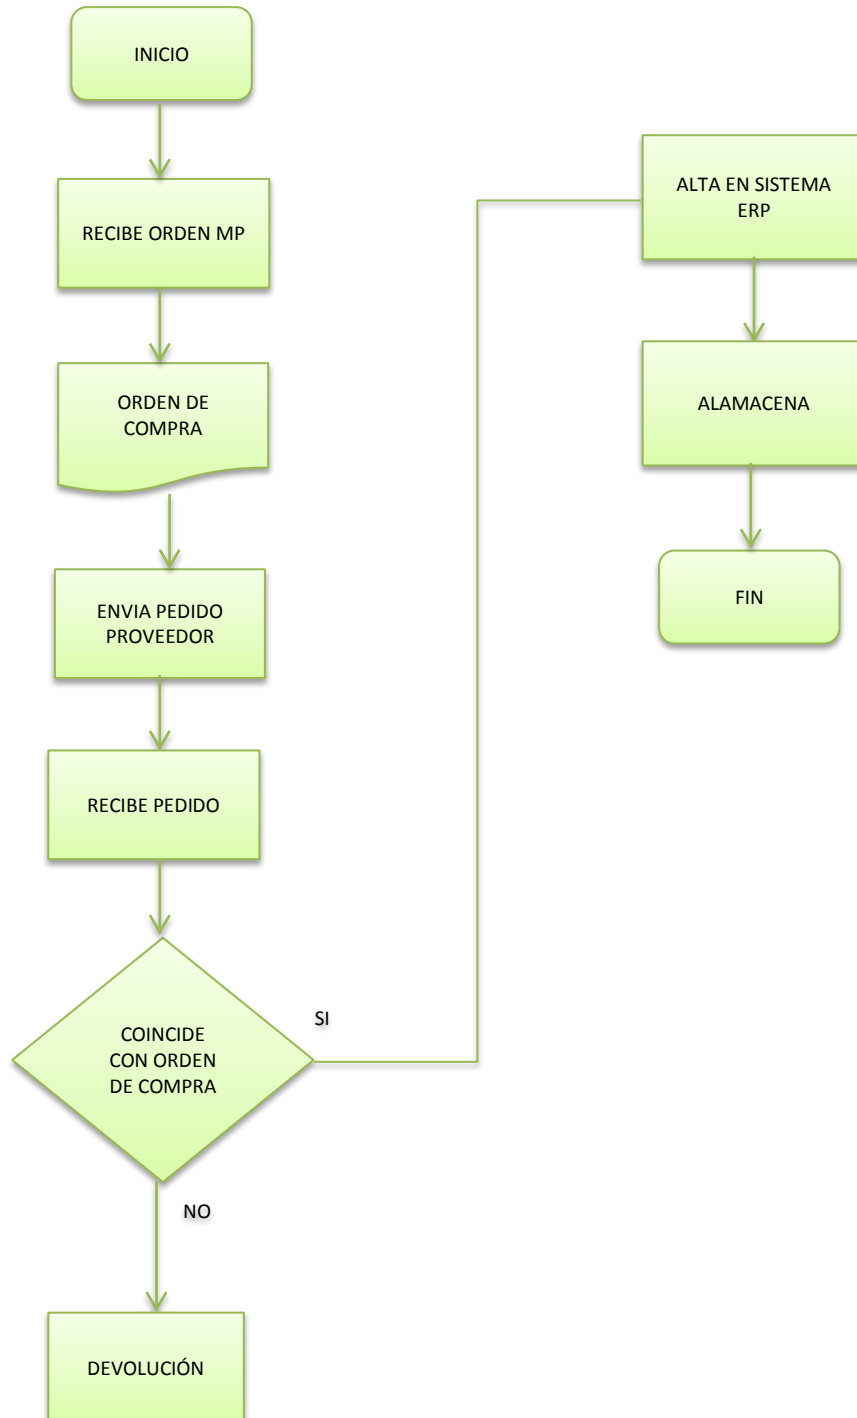 INICIO
RECIBE ORDEN MP
ORDEN DE
COMPRA
ENVIA PEDIDO
PROVEEDOR
RECIBE PEDIDO
COINCIDE
CON ORDEN
DE COMPRA
SI
NO
DEVOLUCIÓN
ALTA EN SISTEMA
ERP
ALAMACENA
FIN